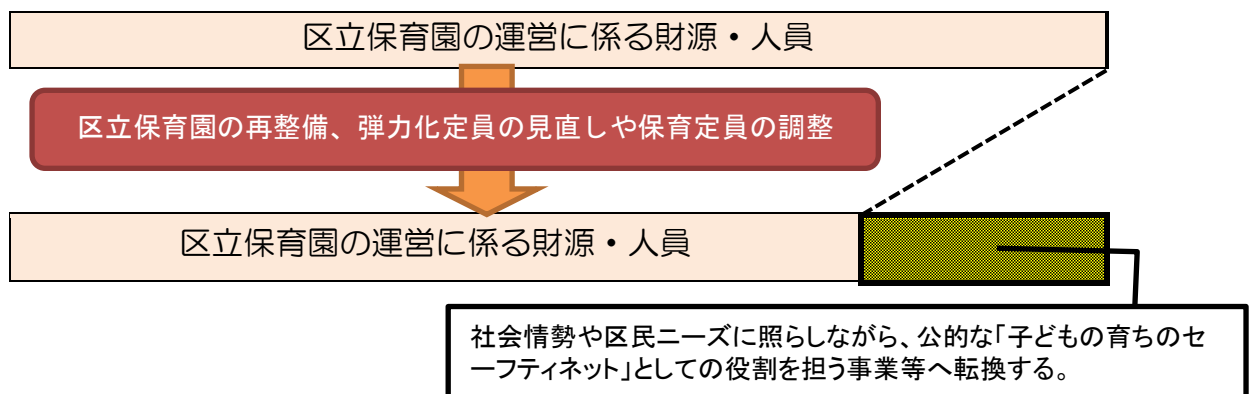 区立保育園の運営に係る財源・人員
区立保育園の再整備、弾力化定員の見直しや保育定員の調整
区立保育園の運営に係る財源・人員
社会情勢や区民ニーズに照らしながら、公的な「子どもの育ちのセ
ーフティネット」としての役割を担う事業等へ転換する。